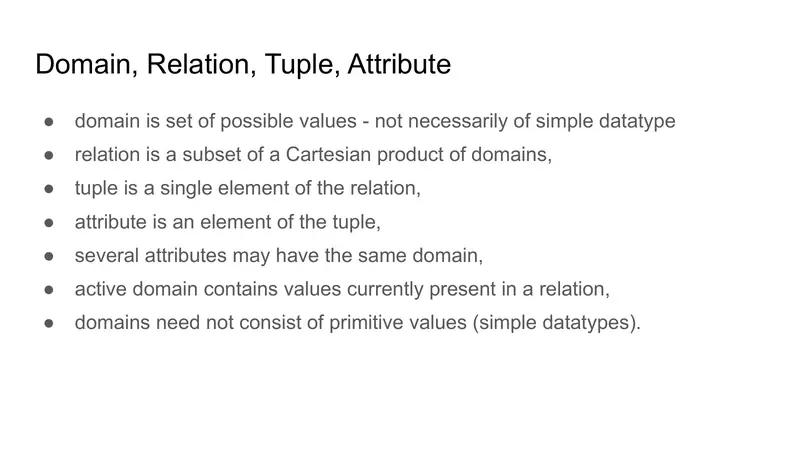 Domain, Relation, Tuple, Attribute
● domain is set of possible values - not necessarily of simple datatype
● relation is a subset of a Cartesian product of domains,
● tuple is a single element of the relation,
● attribute is an element of the tuple,
● several attributes may have the same domain,
● active domain contains values currently present in a relation,
● domains need not consist of primitive values (simple datatypes).